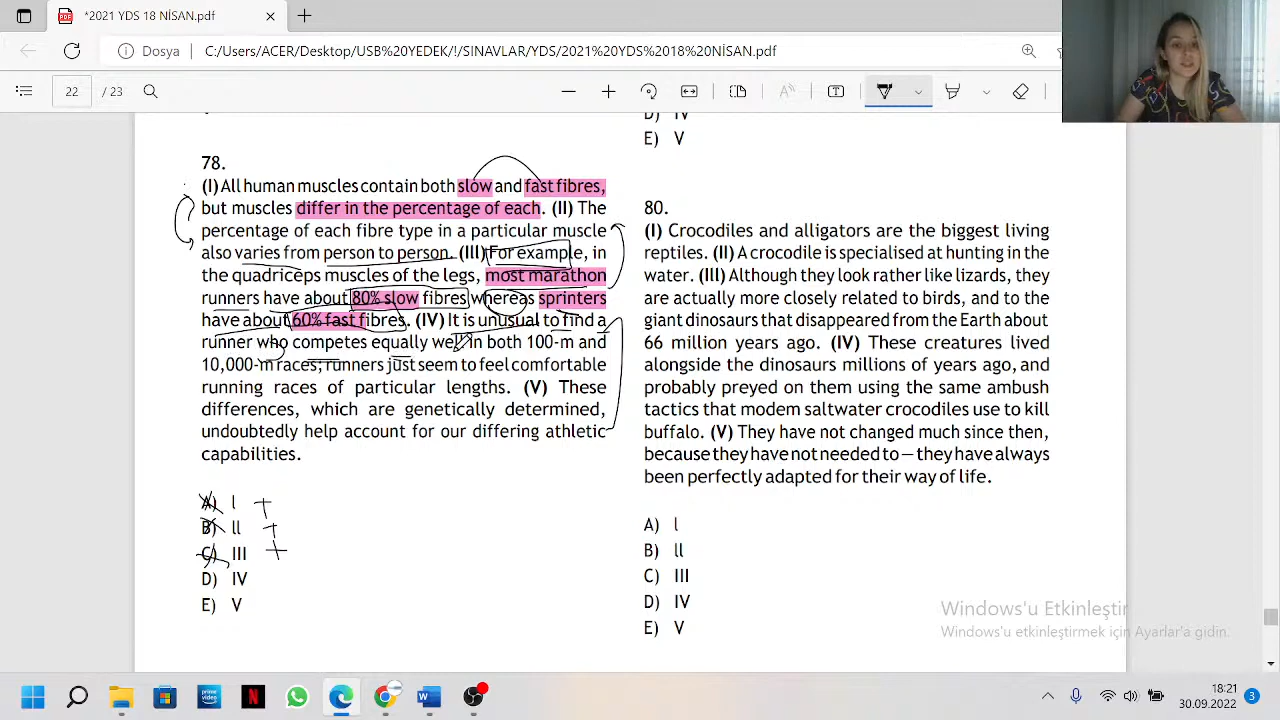 *2021 YDS 18 NİSAN.pdf
Dosya
C:/Users/ACER/Desktop/USB%20YEDEK/!/SINAVLAR/YDS/2021%20YDS%2018%20NİSAN.pdf
22 / 23
78.
(I) All human muscles contain both slow and fast fibres,
but muscles differ in the percentage of each. (II) The
percentage of each fibre type in a particular muscle
also varies from person to person. (III) For example, in
the quadriceps muscles of the legs, most marathon
runners have about 80% slow fibres whereas sprinters
have about 60% fast fibres. (IV) It is unusual to find a
runner who competes equally well in both 100-m and
10,000-m races; runners just seem to feel comfortable
running races of particular lengths. (V) These
differences, which are genetically determined,
undoubtedly help account for our differing athletic
capabilities.
A) l
B) ll
C) III
D) IV
E) V
D) IV
E) V
80.
(I) Crocodiles and alligators are the biggest living
reptiles. (II) A crocodile is specialised at hunting in the
water. (III) Although they look rather like lizards, they
are actually more closely related to birds, and to the
giant dinosaurs that disappeared from the Earth about
66 million years ago. (IV) These creatures lived
alongside the dinosaurs millions of years ago, and
probably preyed on them using the same ambush
tactics that modem saltwater crocodiles use to kill
buffalo. (V) They have not changed much since then,
because they have not needed to – they have always
been perfectly adapted for their way of life.
A) l
B) ll
C) III
D) IV
E) V
Windows'u Etkinleştir
Windows'u etkinleştirmek için Ayarlar'a gidin.
prime video
N
W
18:21
30.09.2022
3